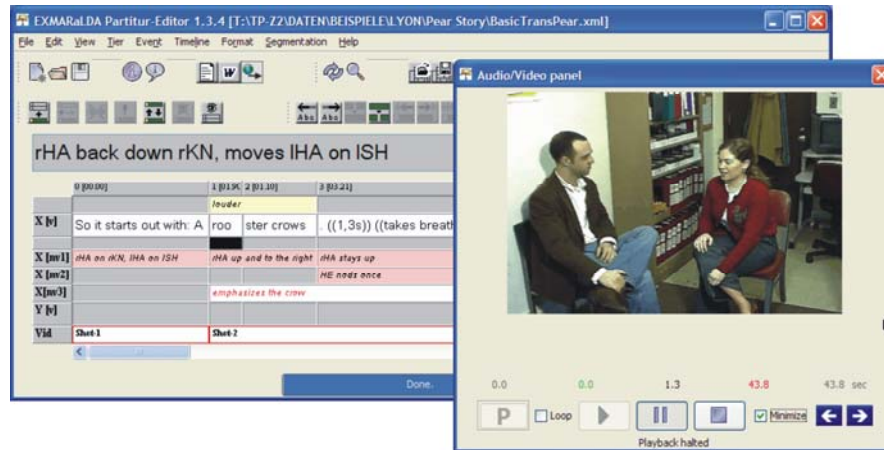 EXMARaLDA Partitur-Editor 1.3.4 [T:\TP-Z2\DATEN\BEISPIELE\LYON\Pear Story\BasicTransPear.xml]
File Edit View Tier Event Timeline Format Segmentation Help
Abc Abc
rHA back down rKN, moves lHA on lSH
0 [00.00] 1 [01.90] 2 [01.10] 3 [03.21]
louder
X [v] So it starts out with: A roo ster crows . ((1,3s)) ((takes breath
X [nv1] rHA on rKN, lHA on lSH rHA up and to the right rHA stays up
X [nv2] HE nods once
X[nv3] emphasizes the crow
Y [v]
Vid Shot-1 Shot-2
Done.
Audio/Video panel
0.0 0.0 1.3 43.8 43.8 sec
P Loop Minimize
Playback halted